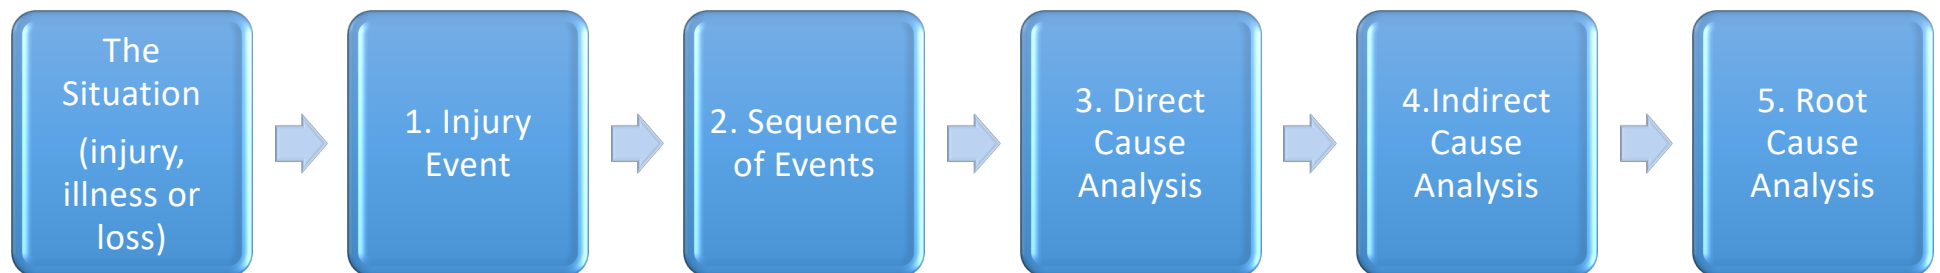 The
Situation
(injury,
illness or
loss)
1. Injury
Event
2. Sequence
of Events
3. Direct
Cause
Analysis
4.Indirect
Cause
Analysis
5. Root
Cause
Analysis